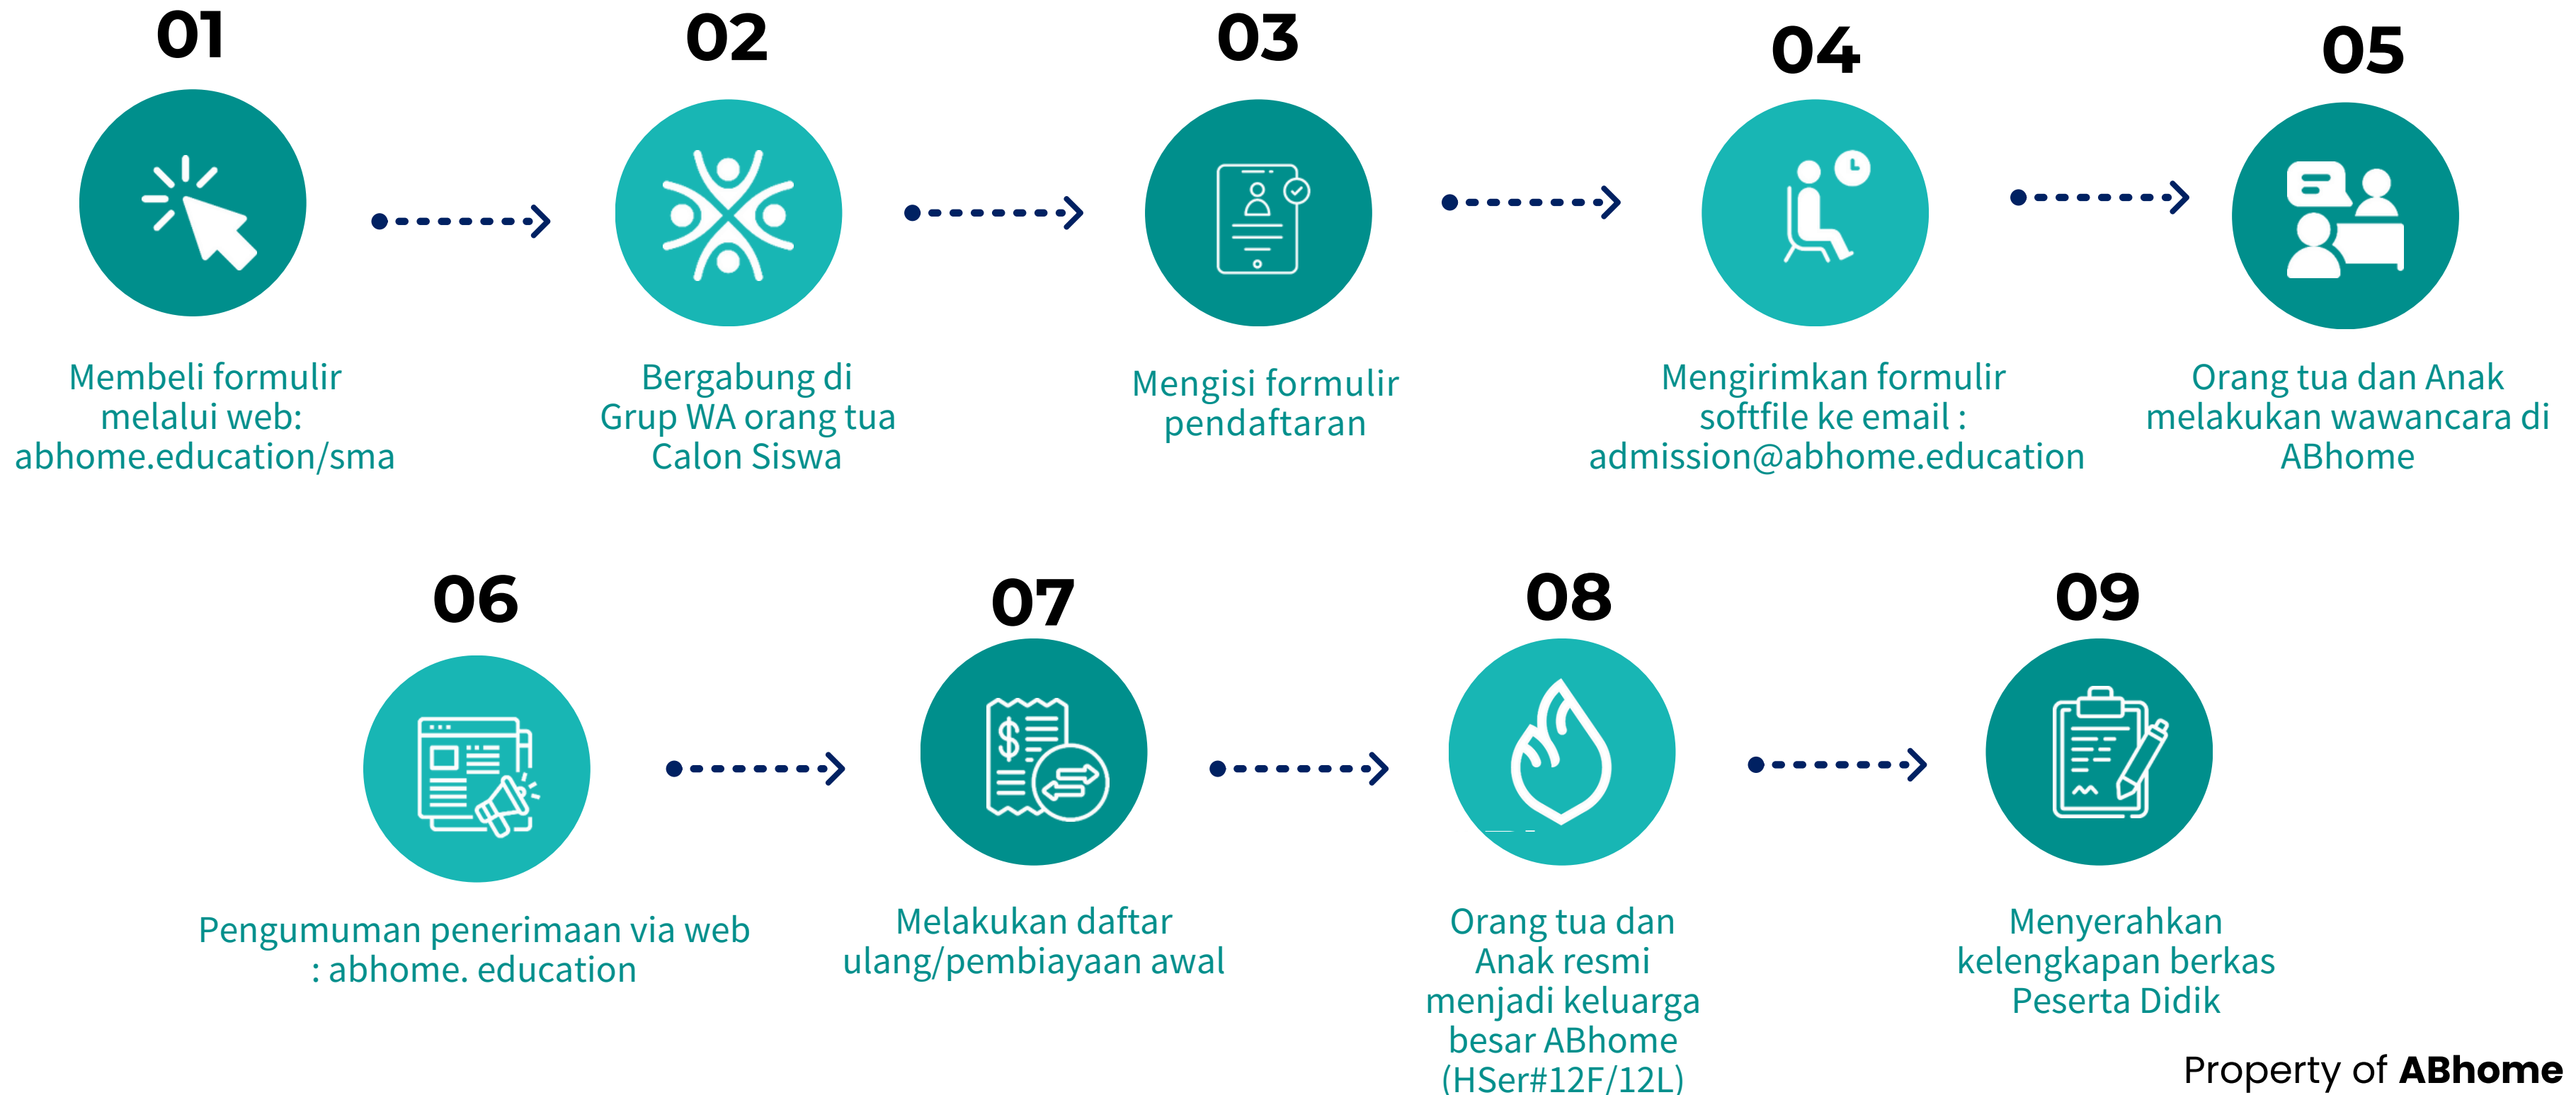 01
Membeli formulir
melalui web:
abhome.education/sma
02
Bergabung di
Grup WA orang tua
Calon Siswa
03
Mengisi formulir
pendaftaran
04
Mengirimkan formulir
softfile ke email :
admission@abhome.education
05
Orang tua dan Anak
melakukan wawancara di
ABhome
06
Pengumuman penerimaan via web
: abhome. education
07
Melakukan daftar
ulang/pembiayaan awal
08
Orang tua dan
Anak resmi
menjadi keluarga
besar ABhome
(HSer#12F/12L)
09
Menyerahkan
kelengkapan berkas
Peserta Didik
Property of ABhome